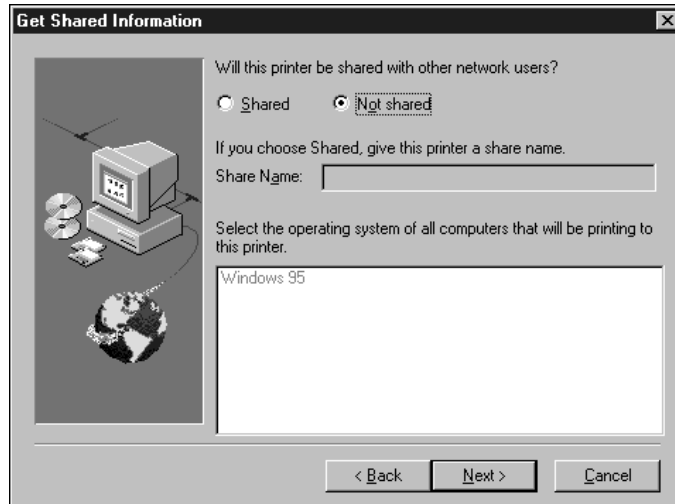 Get Shared Information
Will this printer be shared with other network users?
Shared Not shared
If you choose Shared, give this printer a share name.
Share Name:
Select the operating system of all computers that will be printing to
this printer.
Windows 95
< Back Next > Cancel